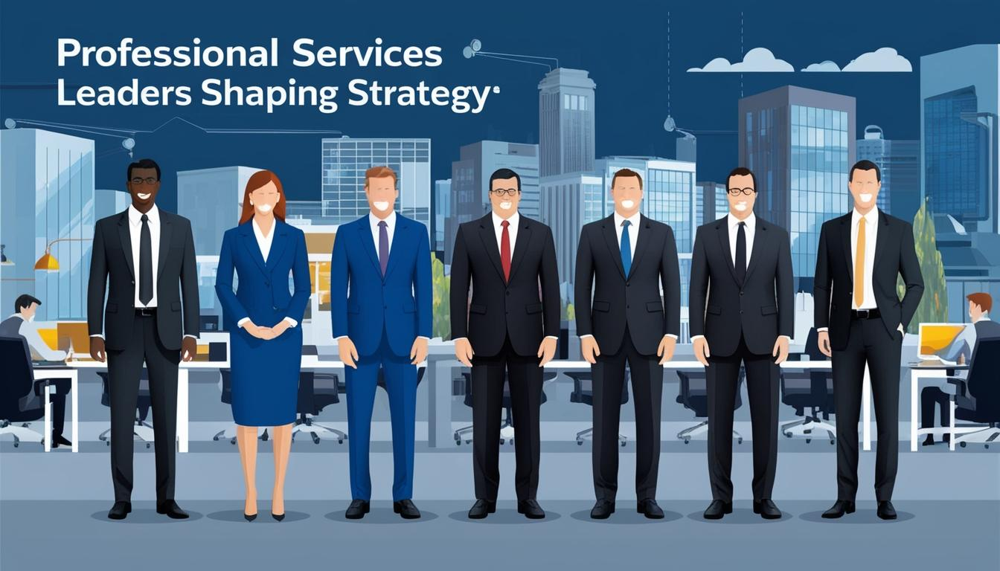 Professional Services
Leaders Shaping Strategy